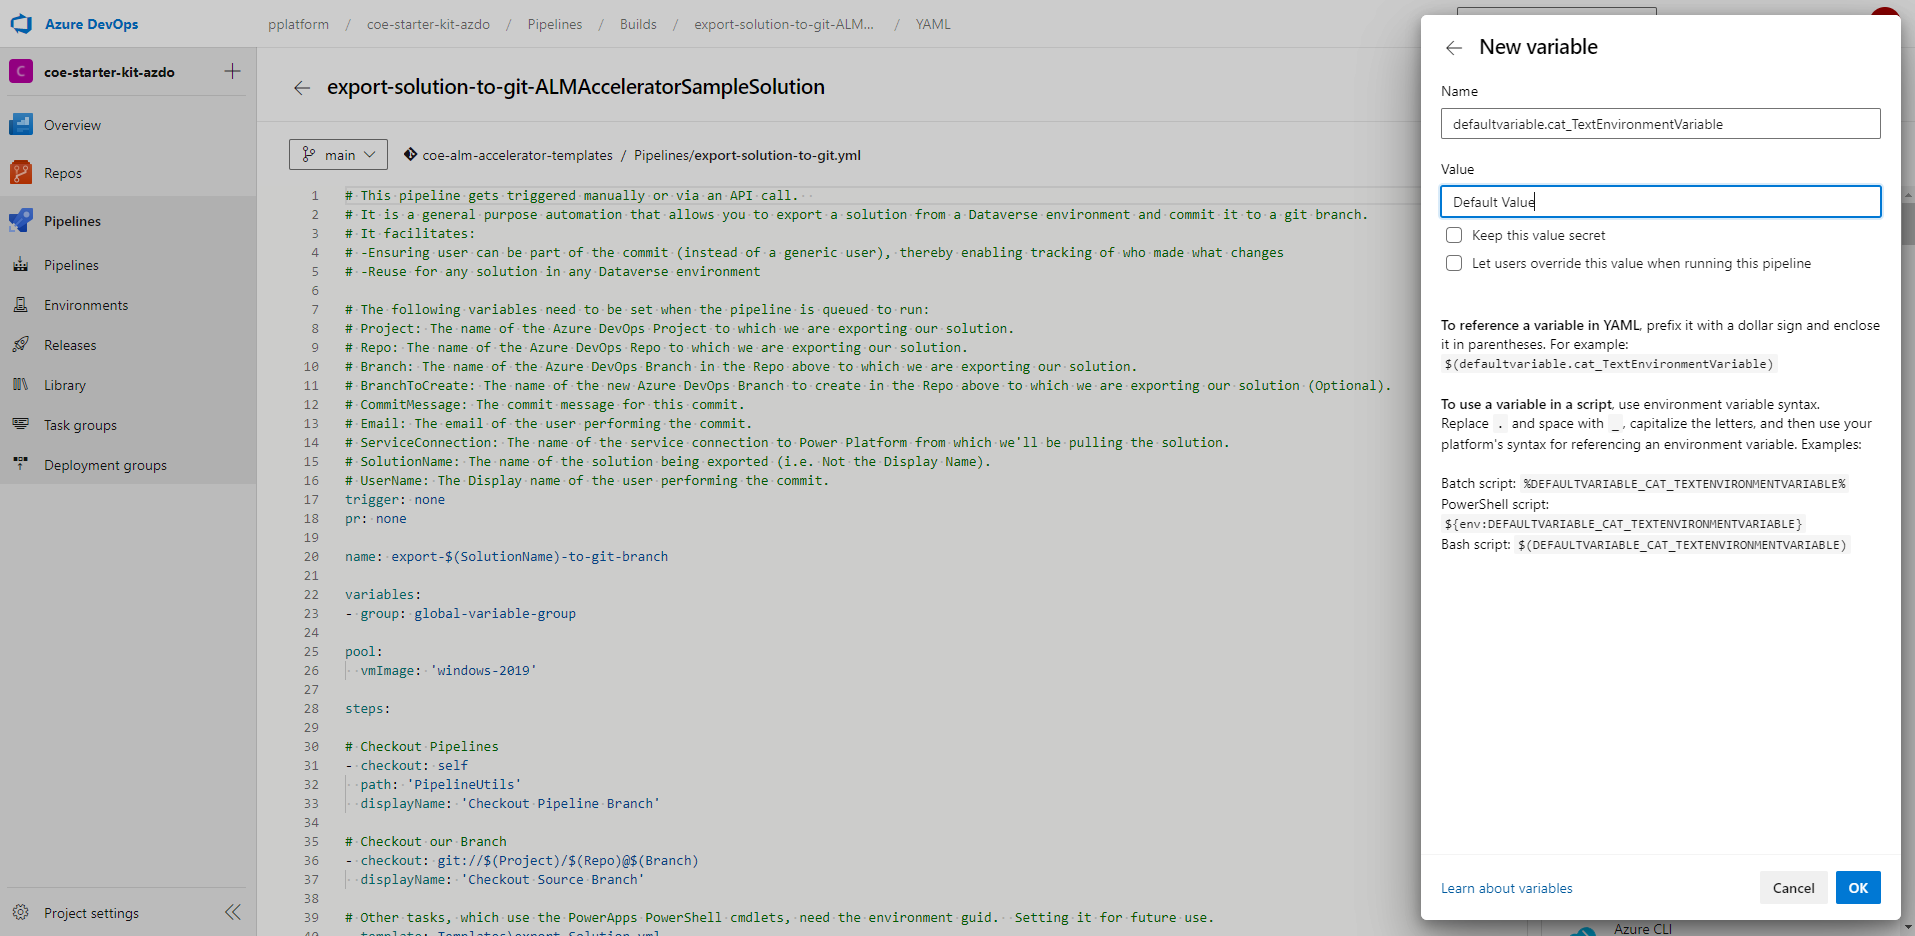 Azure DevOps
pplatform / coe-starter-kit-azdo / Pipelines / Builds / export-solution-to-git-ALM... / YAML
C coe-starter-kit-azdo
Overview
Repos
Pipelines
Pipelines
Environments
Releases
Library
Task groups
Deployment groups
Project settings
export-solution-to-git-ALMAcceleratorSampleSolution
main coe-alm-accelerator-templates / Pipelines/export-solution-to-git.yml
1 # This pipeline gets triggered manually or via an API call.
2 # It is a general purpose automation that allows you to export a solution from a Dataverse environment and commit it to a git branch.
3 # It facilitates:
4 # -Ensuring user can be part of the commit (instead of a generic user), thereby enabling tracking of who made what changes
5 # -Reuse for any solution in any Dataverse environment
6
7 # The following variables need to be set when the pipeline is queued to run:
8 # Project: The name of the Azure DevOps Project to which we are exporting our solution.
9 # Repo: The name of the Azure DevOps Repo to which we are exporting our solution.
10 # Branch: The name of the Azure DevOps Branch in the Repo above to which we are exporting our solution.
11 # BranchToCreate: The name of the new Azure DevOps Branch to create in the Repo above to which we are exporting our solution (Optional).
12 # CommitMessage: The commit message for this commit.
13 # Email: The email of the user performing the commit.
14 # ServiceConnection: The name of the service connection to Power Platform from which we'll be pulling the solution.
15 # SolutionName: The name of the solution being exported (i.e. Not the Display Name).
16 # UserName: The Display name of the user performing the commit.
17 trigger: none
18 pr: none
19
20 name: export-$(SolutionName)-to-git-branch
21
22 variables:
23 - group: global-variable-group
24
25 pool:
26   vmImage: 'windows-2019'
27
28 steps:
29
30 # Checkout Pipelines
31 - checkout: self
32   path: 'PipelineUtils'
33   displayName: 'Checkout Pipeline Branch'
34
35 # Checkout our Branch
36 - checkout: git://$(Project)/$(Repo)@$(Branch)
37   displayName: 'Checkout Source Branch'
38
39 # Other tasks, which use the PowerApps PowerShell cmdlets, need the environment guid.  Setting it for future use.
40 - template: Templates\export-Solution.yml
New variable
Name
defaultvariable.cat_TextEnvironmentVariable
Value
Default Value
Keep this value secret
Let users override this value when running this pipeline
To reference a variable in YAML, prefix it with a dollar sign and enclose
it in parentheses. For example:
$(defaultvariable.cat_TextEnvironmentVariable)
To use a variable in a script, use environment variable syntax.
Replace . and space with _, capitalize the letters, and then use your
platform's syntax for referencing an environment variable. Examples:
Batch script: %DEFAULTVARIABLE_CAT_TEXTENVIRONMENTVARIABLE%
PowerShell script:
${env:DEFAULTVARIABLE_CAT_TEXTENVIRONMENTVARIABLE}
Bash script: $(DEFAULTVARIABLE_CAT_TEXTENVIRONMENTVARIABLE)
Learn about variables
Cancel
OK
Azure CLI